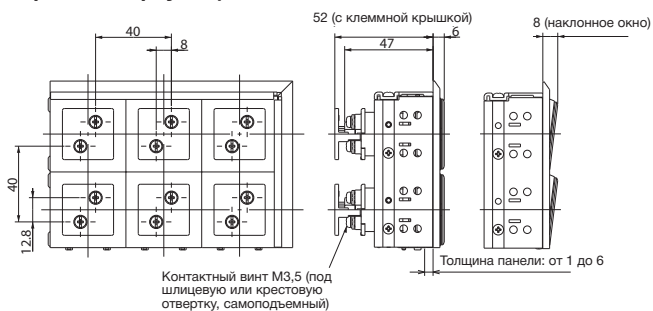 52 (с клеммной крышкой)
8 (наклонное окно)
40
6
8
47
40
12.8
Толщина панели: от 1 до 6
Контактный винт М3,5 (под
шлицевую или крестовую
отвертку, самоподъемный)